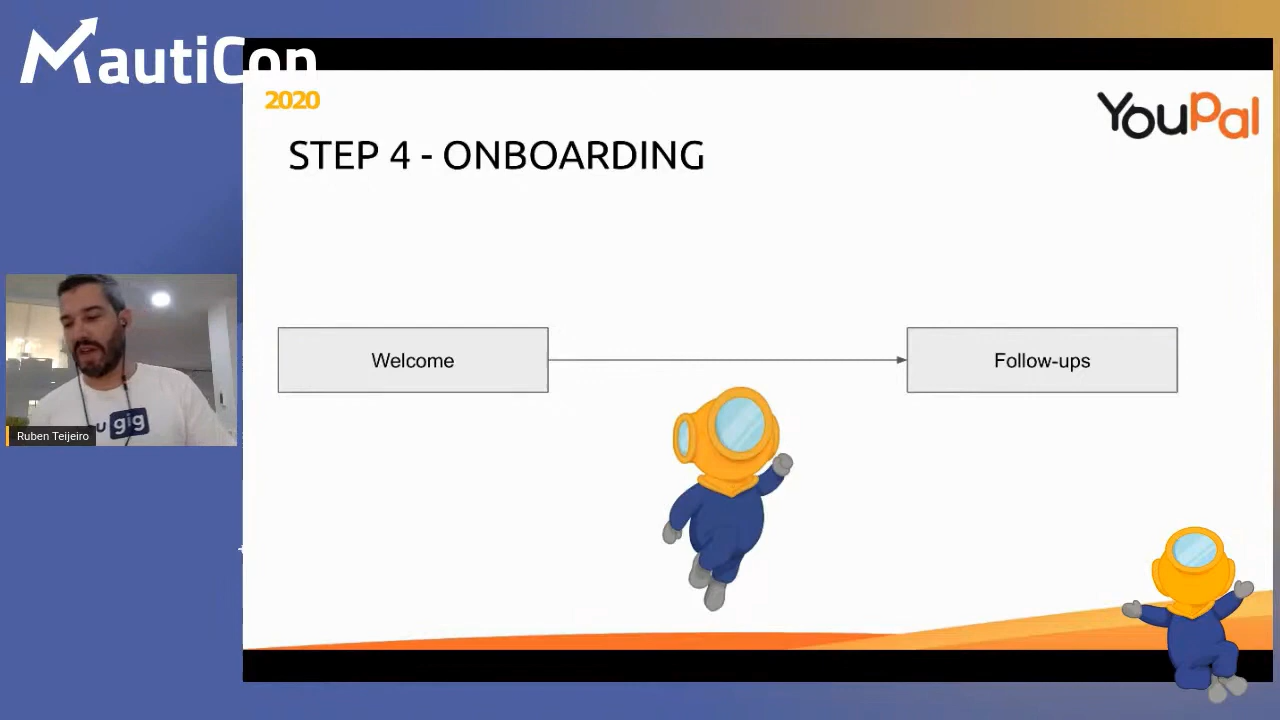 MautiCon
2020
YouPal
STEP 4 - ONBOARDING
Welcome
Follow-ups
u gig
Ruben Teijeiro